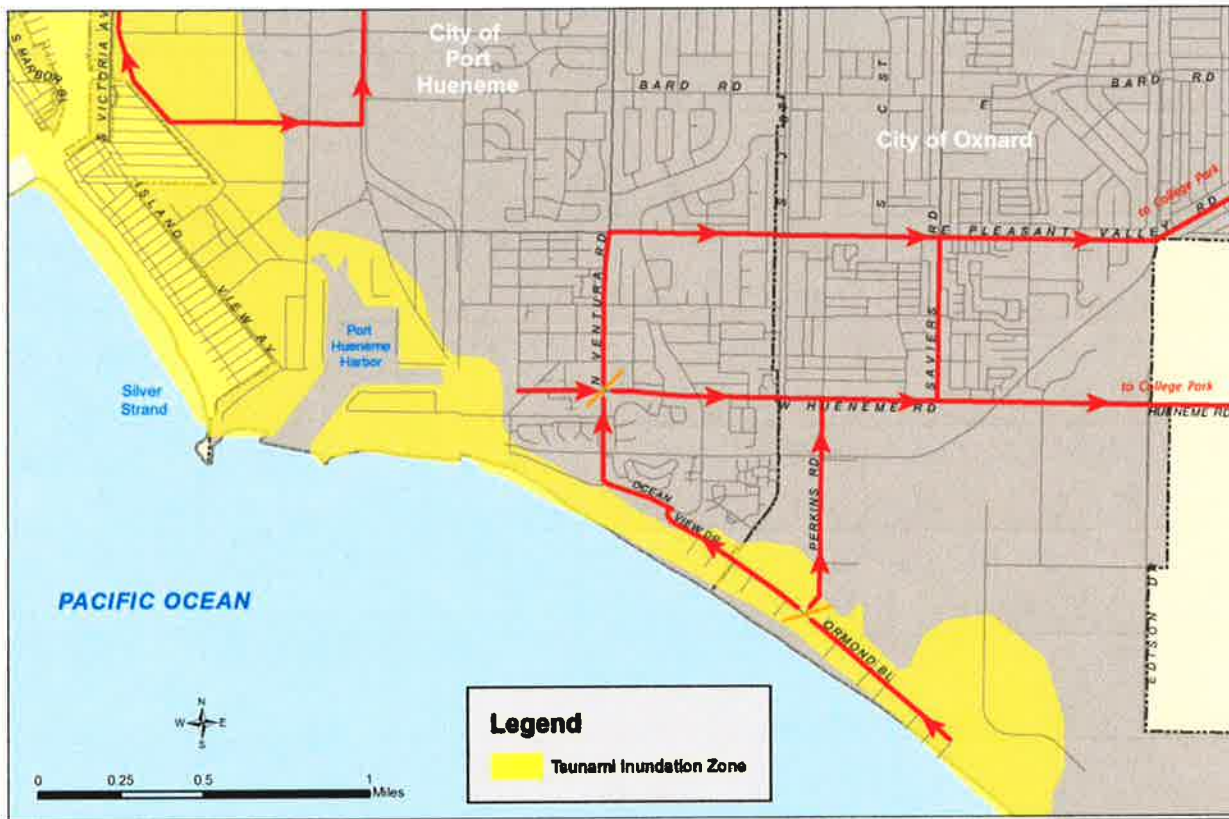 S HARBOR BL
S VICTORIA AV
City of
Port
Hueneme
BARD RD
S J ST
S C ST
E
BARD RD
City of Oxnard
ISLAND VIEW AV
to College Park
E PLEASANT VALLEY RD
N VENTURA RD
SAVIERS RD
Port
Hueneme
Harbor
Silver
Strand
to College Park
W HUENEME RD
HUENEME RD
OCEAN VIEW DR
PERKINS RD
ORMOND BL
EDISON DR
PACIFIC OCEAN
N
W E
S
Legend
Tsunami Inundation Zone
0 0.25 0.5 1
Miles